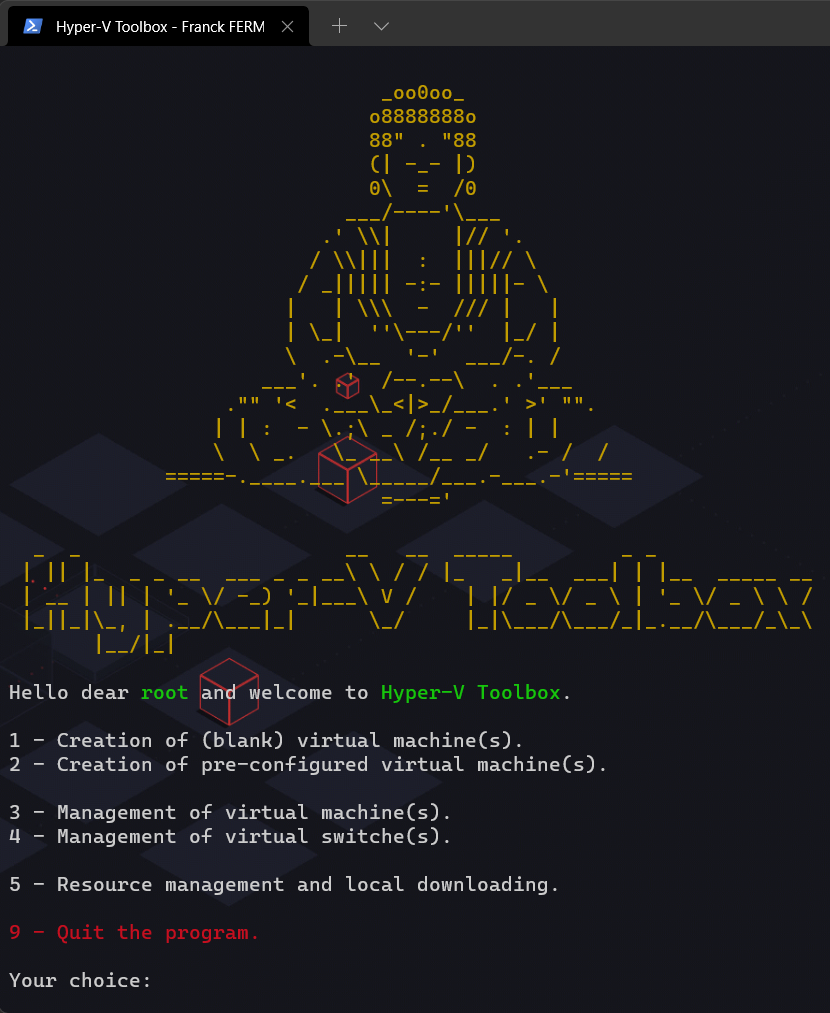 Hyper-V Toolbox - Franck FERM
Hyper-V Toolbox
Hello dear root and welcome to Hyper-V Toolbox.
1 - Creation of (blank) virtual machine(s).
2 - Creation of pre-configured virtual machine(s).
3 - Management of virtual machine(s).
4 - Management of virtual switche(s).
5 - Resource management and local downloading.
9 - Quit the program.
Your choice: